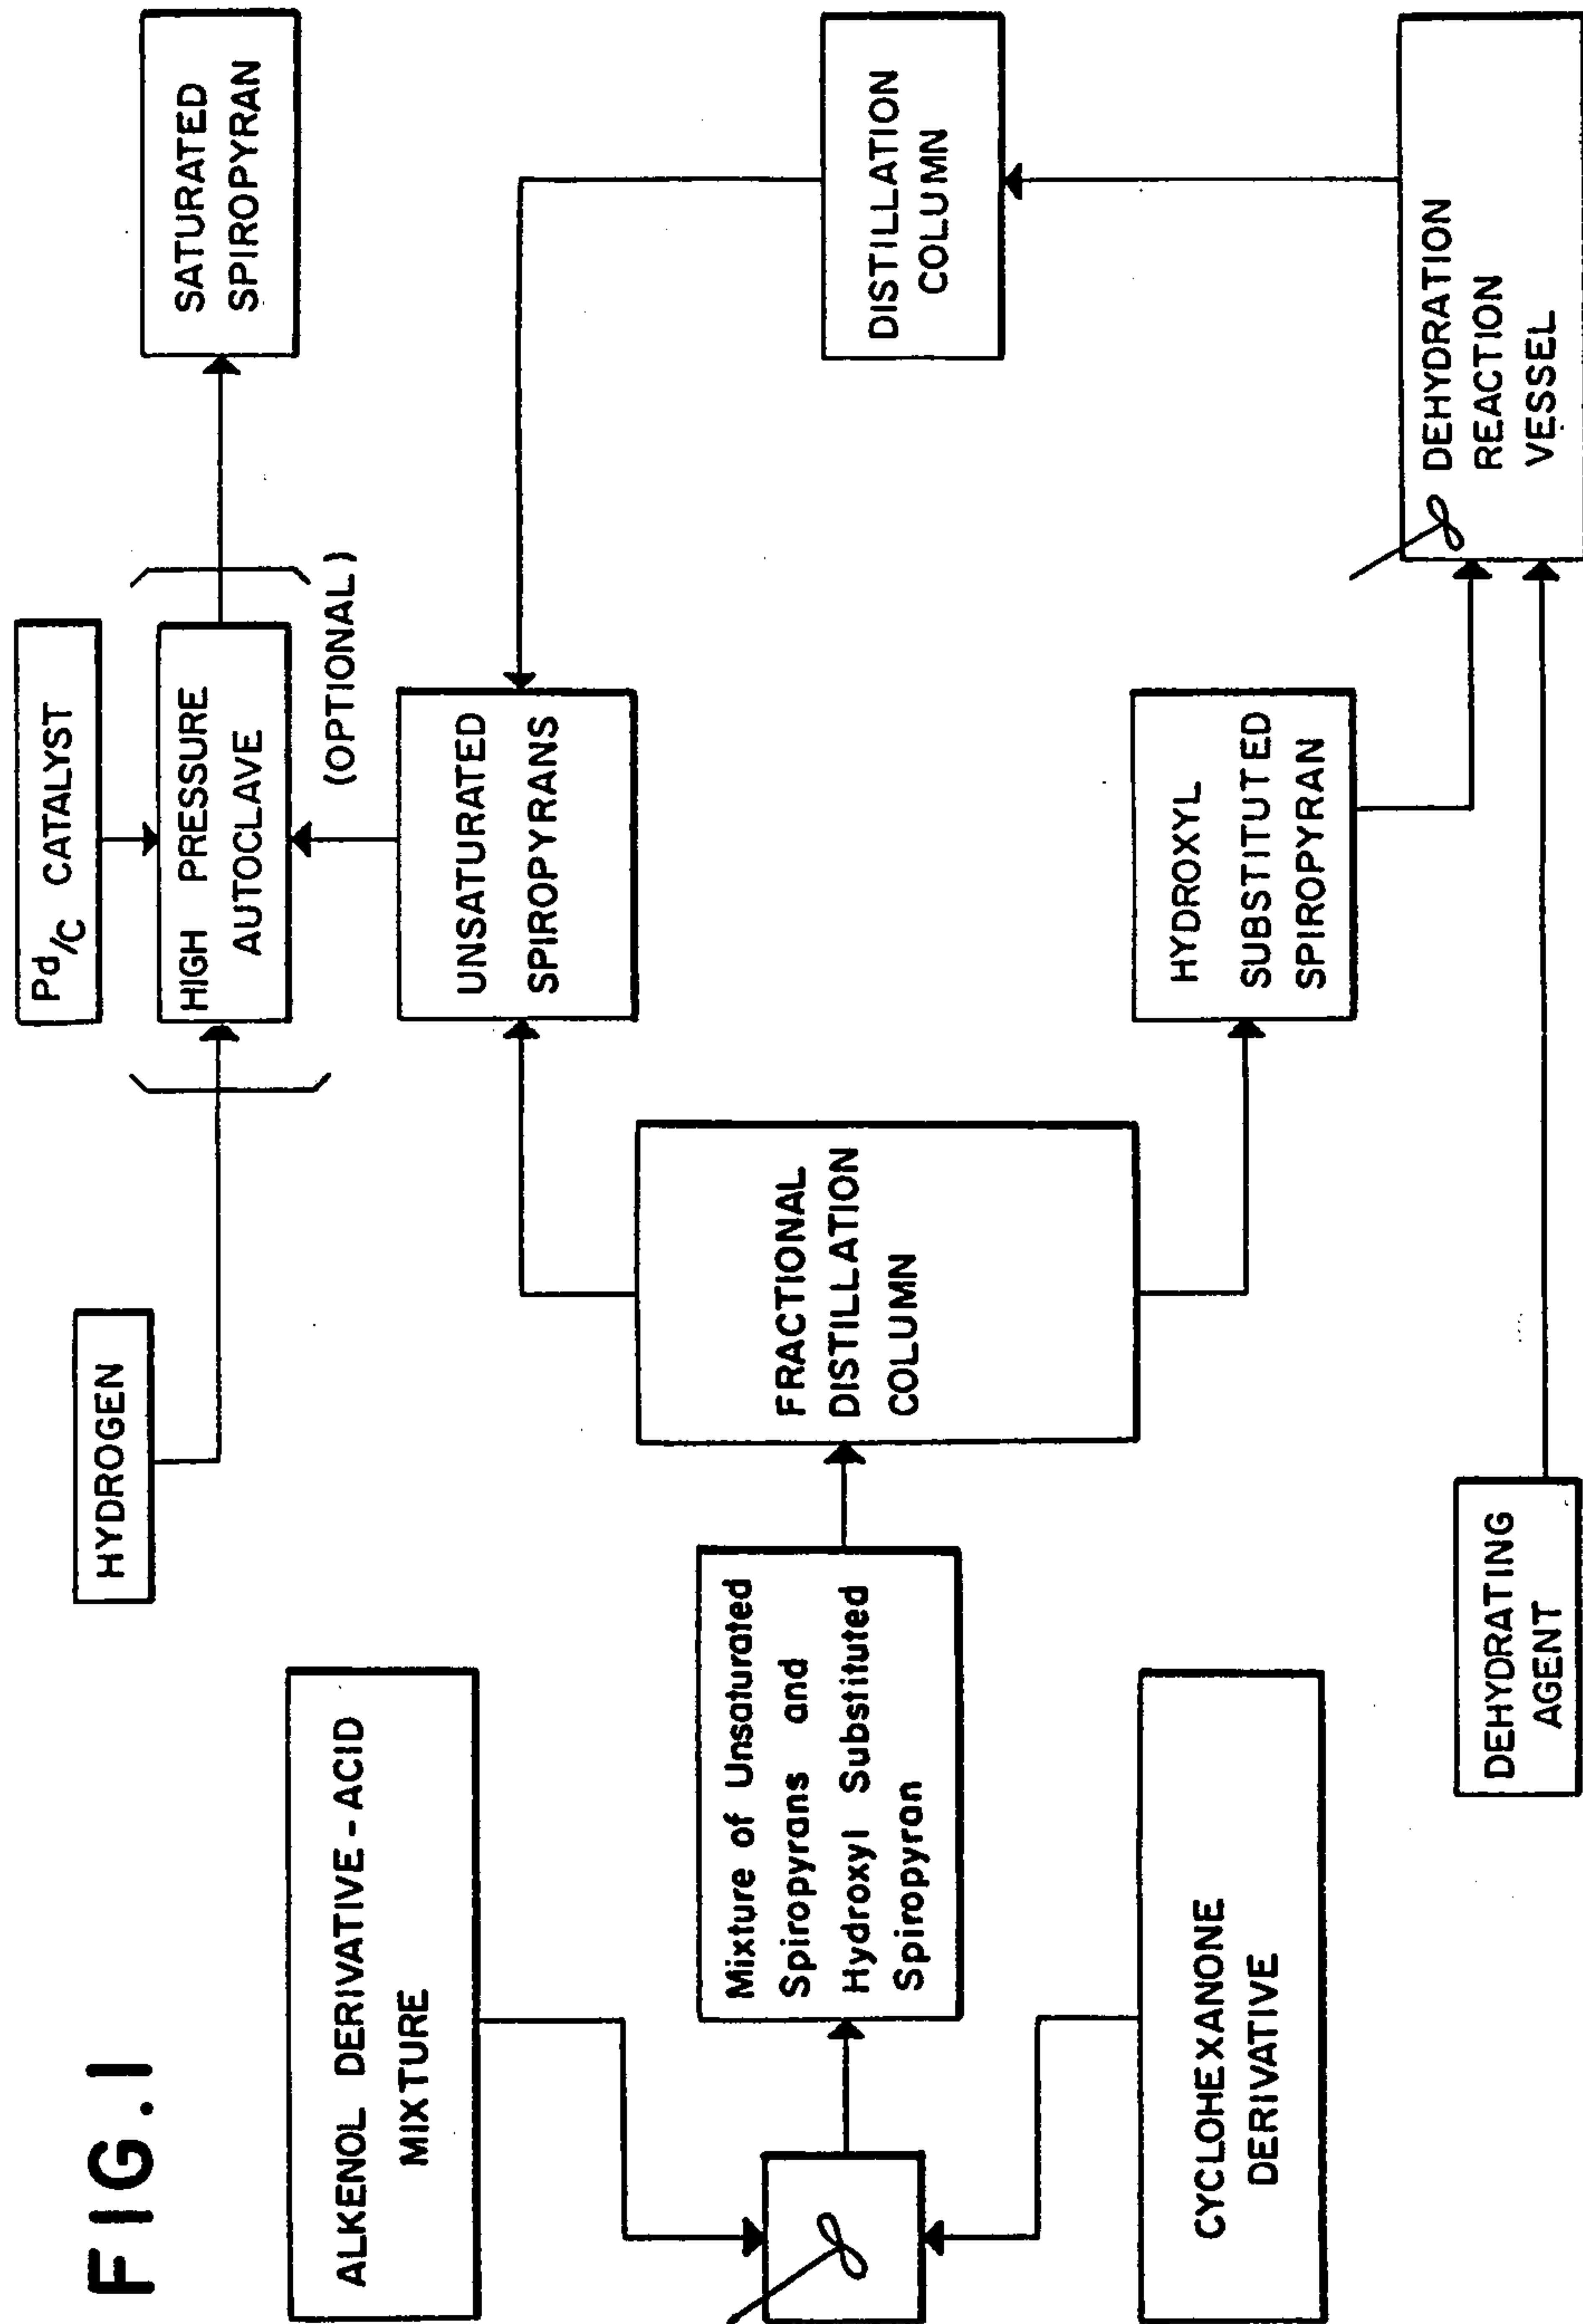 FIG.1
ALKENOL DERIVATIVE-ACID
MIXTURE
CYCLOHEXANONE
DERIVATIVE
Mixture of Unsaturated
Spiropyrans and
Hydroxyl Substituted
Spiropyran
FRACTIONAL
DISTILLATION
COLUMN
HYDROGEN
Pd/C CATALYST
HIGH PRESSURE
AUTOCLAVE
(OPTIONAL)
SATURATED
SPIROPYRAN
UNSATURATED
SPIROPYRANS
HYDROXYL
SUBSTITUTED
SPIROPYRAN
DISTILLATION
COLUMN
DEHYDRATING
AGENT
DEHYDRATION
REACTION
VESSEL